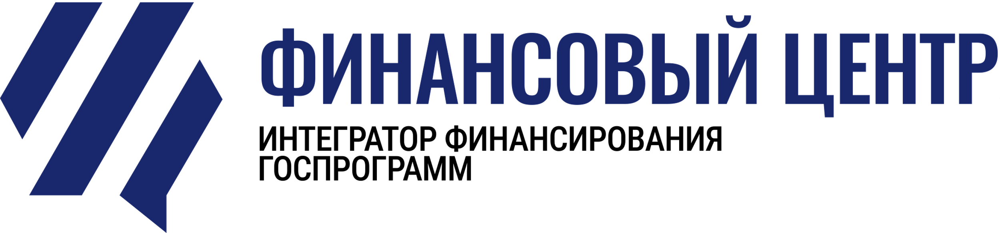 ФИНАНСОВЫЙ ЦЕНТР
ИНТЕГРАТОР ФИНАНСИРОВАНИЯ
ГОСПРОГРАММ